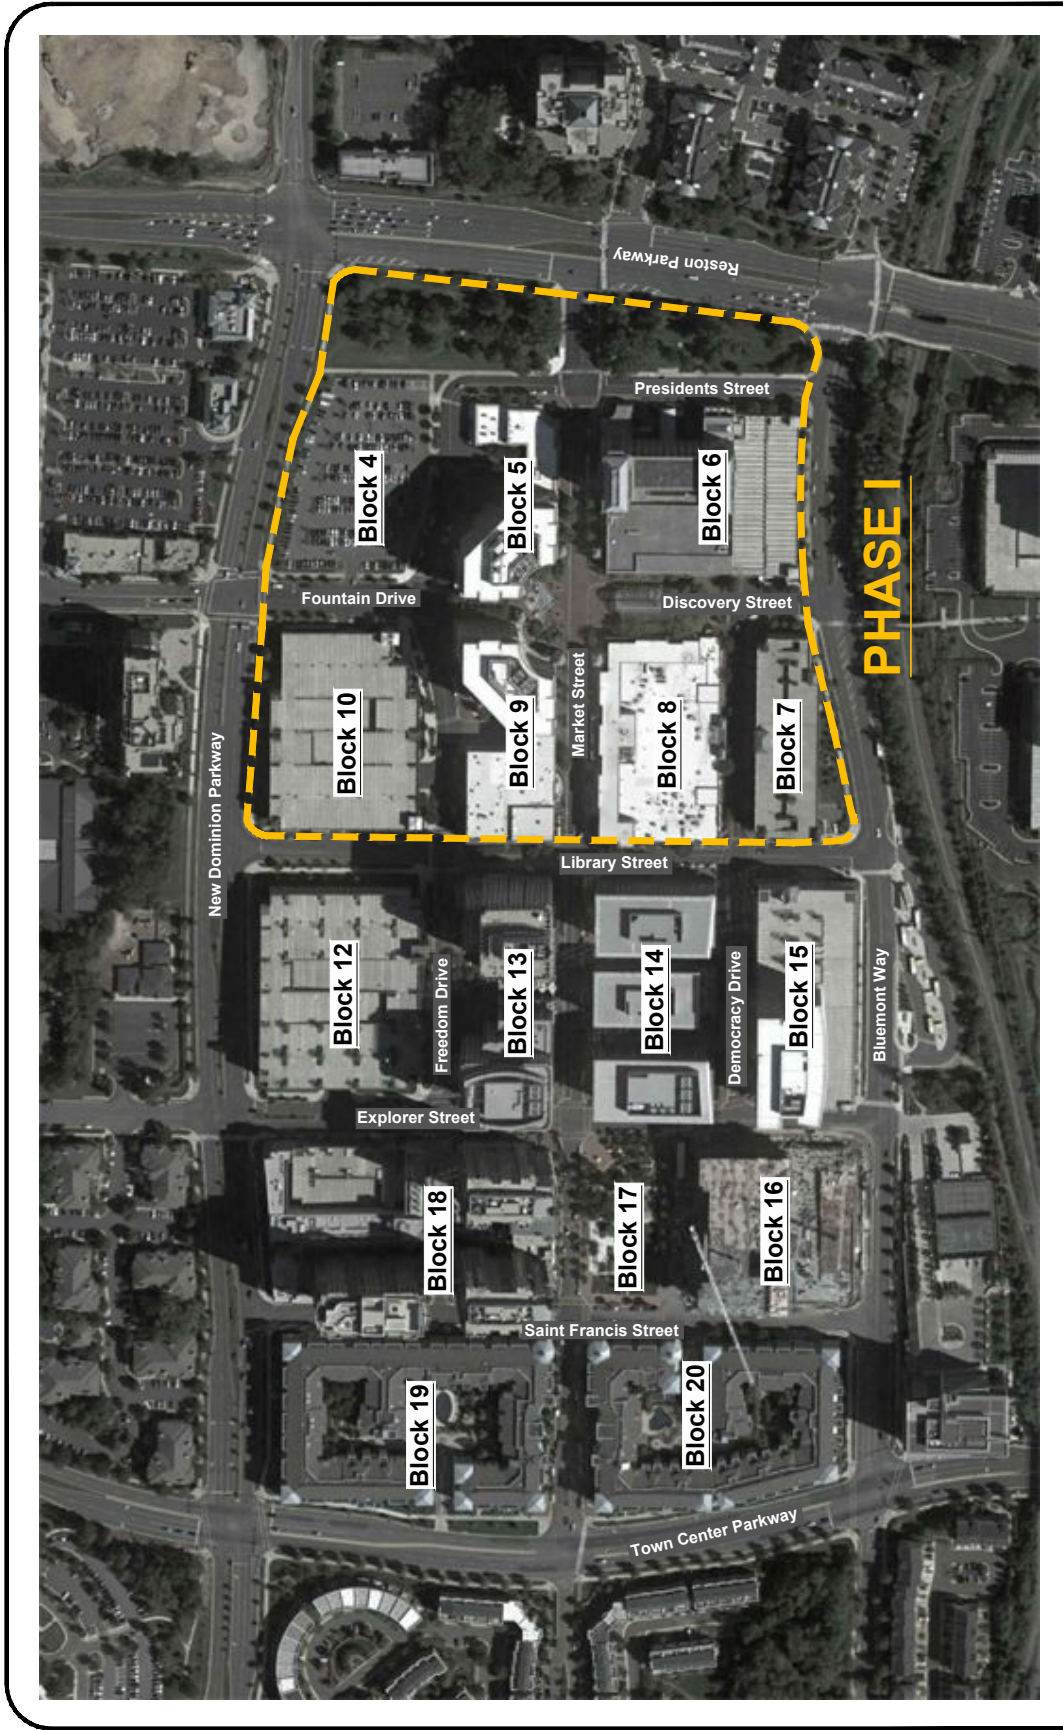 Reston Parkway
Presidents Street
Block 4
Block 5
Block 6
PHASE I
Fountain Drive
Discovery Street
Block 10
Block 9
Market Street
Block 8
Block 7
New Dominion Parkway
Library Street
Block 12
Freedom Drive
Block 13
Block 14
Democracy Drive
Block 15
Bluemont Way
Explorer Street
Block 18
Block 17
Block 16
Saint Francis Street
Block 19
Block 20
Town Center Parkway